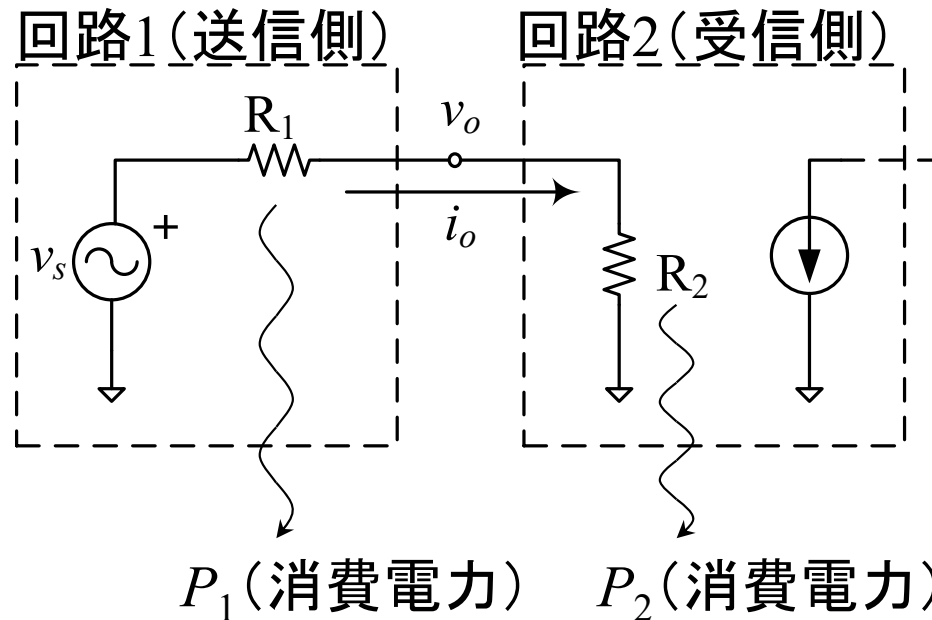 回路1(送信側)
回路2(受信側)
R1
vo
io
+
vs
R2
P1(消費電力)
P2(消費電力)